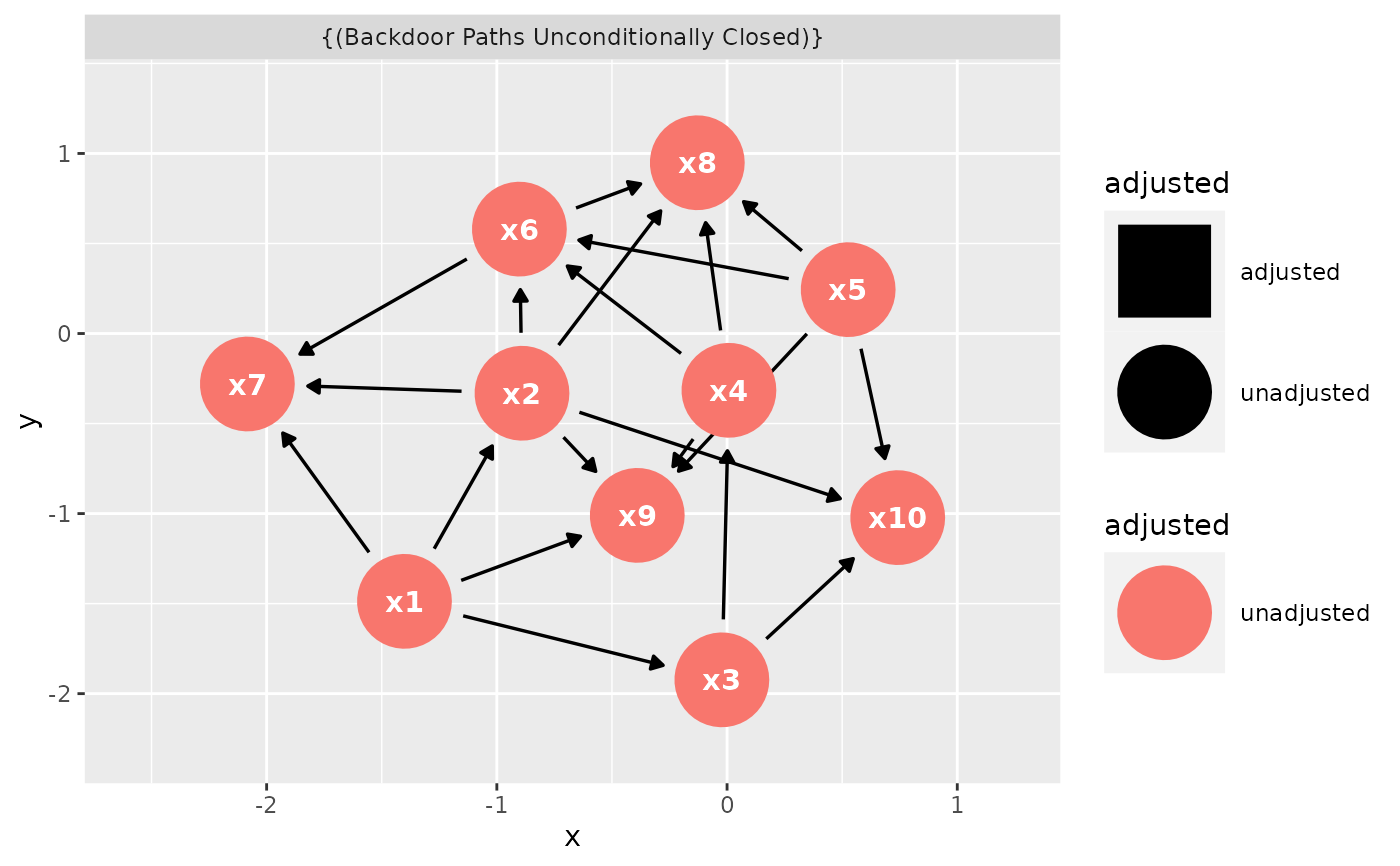 {(Backdoor Paths Unconditionally Closed)}
1
0
-1
-2
y
x8
x6
x5
x7
x2
x4
x9
x10
x1
x3
-2
-1
0
1
x
adjusted
adjusted
unadjusted
adjusted
unadjusted